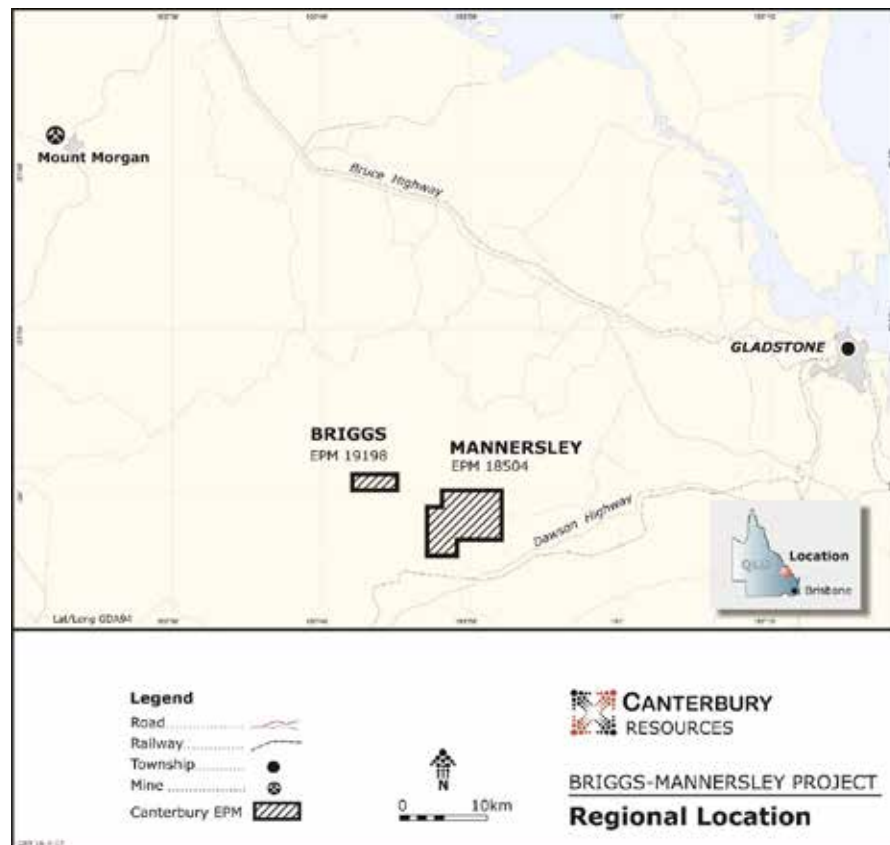 Mount Morgan
Bruce Highway
GLADSTONE
BRIGGS
EPM 19198
MANNERSLEY
EPM 18504
Dawson Highway
QLD
Location
Brisbane
Lat/Long GDA94
Legend
Road
Railway
Township
Mine
Canterbury EPM
N
0 10km
CANTERBURY
RESOURCES
BRIGGS-MANNERSLEY PROJECT
Regional Location